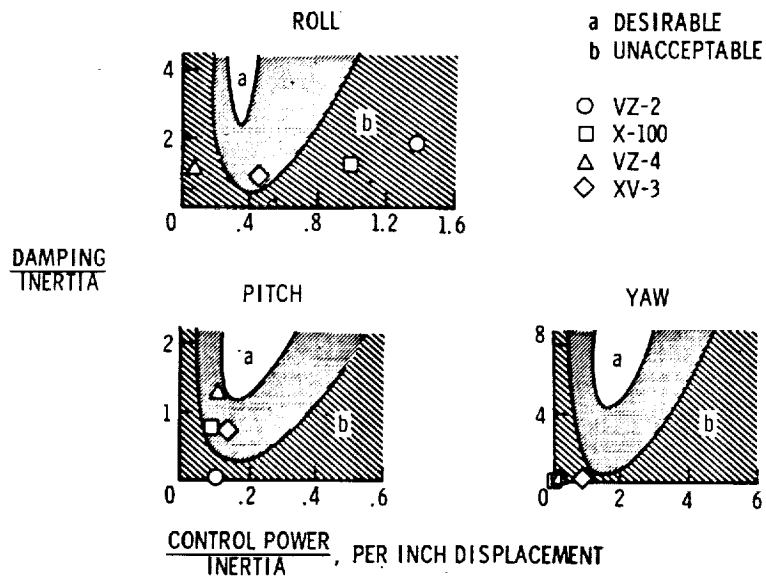 ROLL
a DESIRABLE
b UNACCEPTABLE
○ VZ-2
□ X-100
△ VZ-4
◇ XV-3
4
2
0
.4
.8
1.2
1.6
a
b
DAMPING
INERTIA
PITCH
2
1
0
.2
.4
.6
a
b
YAW
8
4
0
2
4
6
a
b
CONTROL POWER
INERTIA
, PER INCH DISPLACEMENT